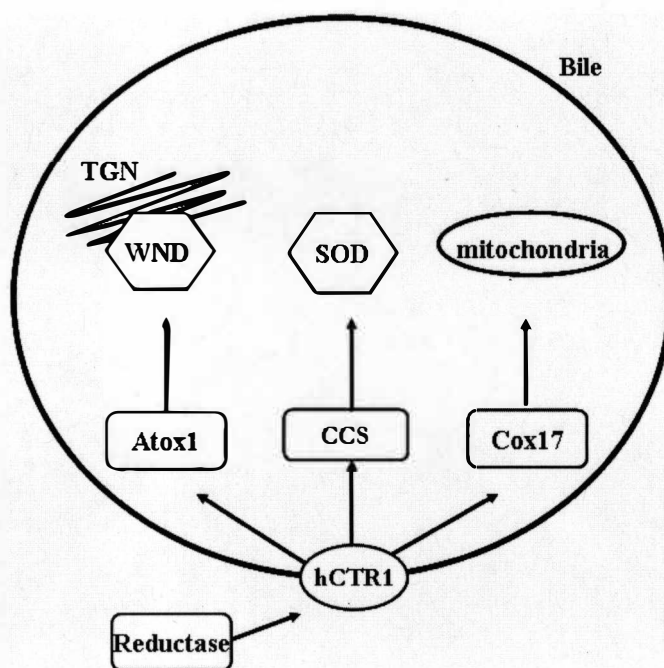 Bile
TGN
WND
SOD
mitochondria
Atox1
CCS
Cox17
hCTR1
Reductase